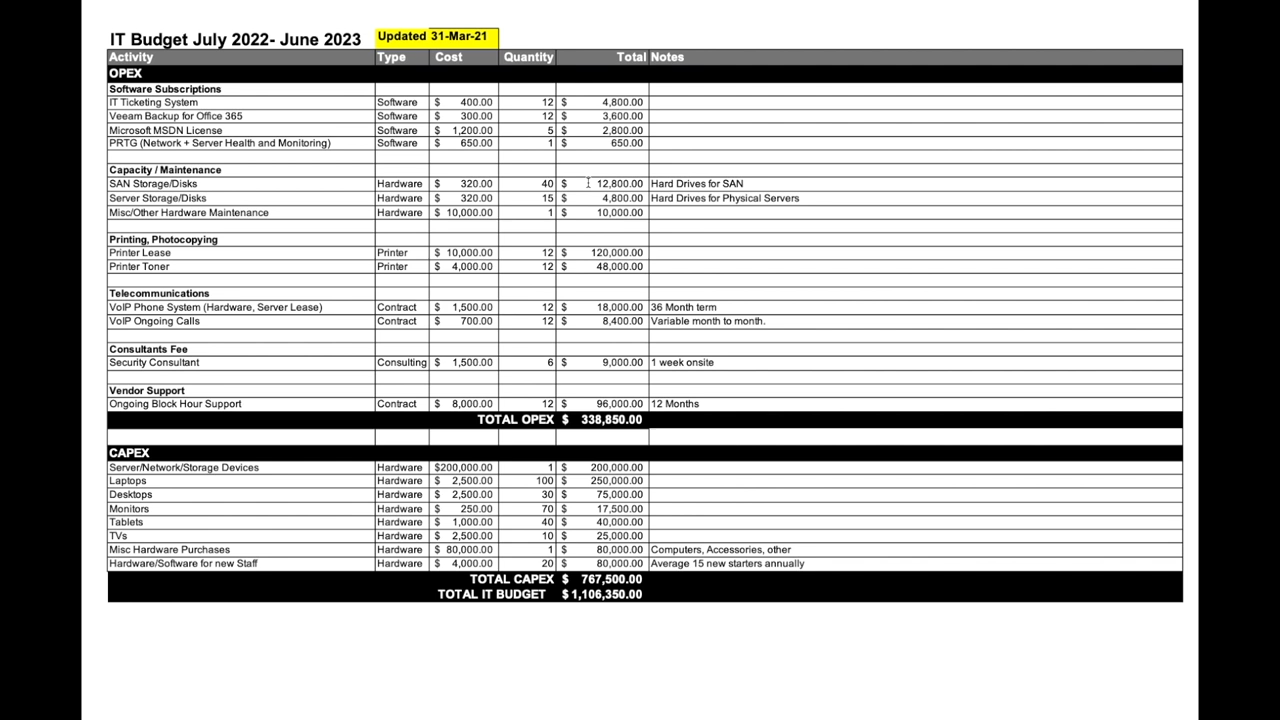 IT Budget July 2022- June 2023 Updated 31-Mar-21
Activity Type Cost Quantity Total Notes
OPEX
Software Subscriptions
IT Ticketing System Software $ 400.00 12 $ 4,800.00
Veeam Backup for Office 365 Software $ 300.00 12 $ 3,600.00
Microsoft MSDN License Software $ 1,200.00 5 $ 2,800.00
PRTG (Network + Server Health and Monitoring) Software $ 650.00 1 $ 650.00
Capacity / Maintenance
SAN Storage/Disks Hardware $ 320.00 40 $ 12,800.00 Hard Drives for SAN
Server Storage/Disks Hardware $ 320.00 15 $ 4,800.00 Hard Drives for Physical Servers
Misc/Other Hardware Maintenance Hardware $ 10,000.00 1 $ 10,000.00
Printing, Photocopying
Printer Lease Printer $ 10,000.00 12 $ 120,000.00
Printer Toner Printer $ 4,000.00 12 $ 48,000.00
Telecommunications
VoIP Phone System (Hardware, Server Lease) Contract $ 1,500.00 12 $ 18,000.00 36 Month term
VoIP Ongoing Calls Contract $ 700.00 12 $ 8,400.00 Variable month to month.
Consultants Fee
Security Consultant Consulting $ 1,500.00 6 $ 9,000.00 1 week onsite
Vendor Support
Ongoing Block Hour Support Contract $ 8,000.00 12 $ 96,000.00 12 Months
TOTAL OPEX $ 338,850.00
CAPEX
Server/Network/Storage Devices Hardware $200,000.00 1 $ 200,000.00
Laptops Hardware $ 2,500.00 100 $ 250,000.00
Desktops Hardware $ 2,500.00 30 $ 75,000.00
Monitors Hardware $ 250.00 70 $ 17,500.00
Tablets Hardware $ 1,000.00 40 $ 40,000.00
TVs Hardware $ 2,500.00 10 $ 25,000.00
Misc Hardware Purchases Hardware $ 80,000.00 1 $ 80,000.00 Computers, Accessories, other
Hardware/Software for new Staff Hardware $ 4,000.00 20 $ 80,000.00 Average 15 new starters annually
TOTAL CAPEX $ 767,500.00
TOTAL IT BUDGET $ 1,106,350.00